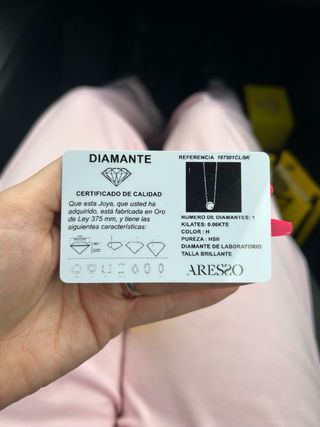 DIAMANTE
CERTIFICADO DE CALIDAD
Que esta Joya, que usted ha
adquirido, está fabricada en Oro
de Ley 375 mm, y tiene las
siguientes características:
REFERENCIA 167501CL/9K
NUMERO DE DIAMANTES: 1
KILATES: 0.06KTE
COLOR : H
PUREZA : HSII
DIAMANTE DE LABORATORIO
TALLA BRILLANTE
ARESSO